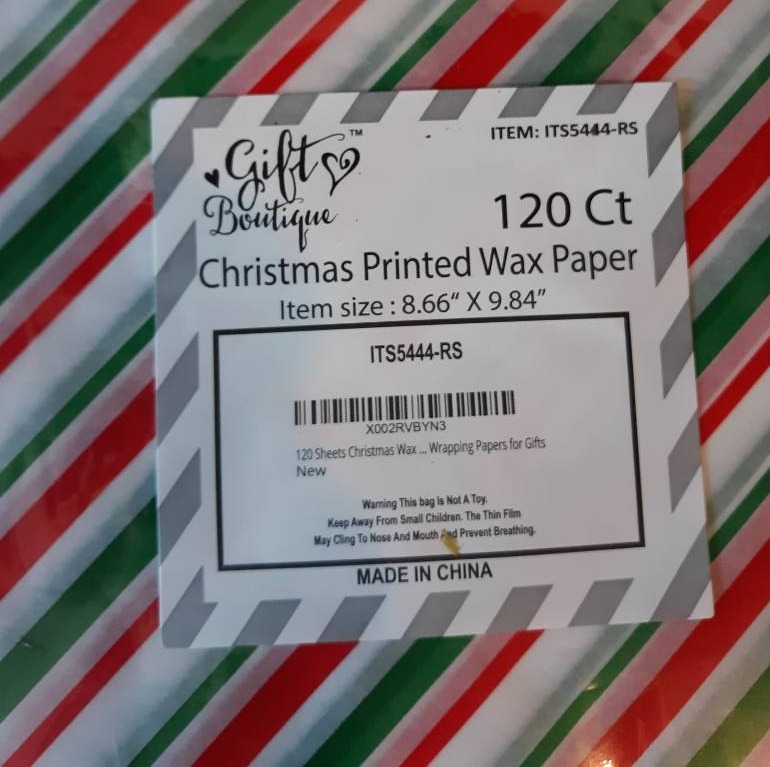 Gift™
Boutique
ITEM: ITS5444-RS
120 Ct
Christmas Printed Wax Paper
Item size : 8.66“ X 9.84”
ITS5444-RS
X002RVBYN3
120 Sheets Christmas Wax ... Wrapping Papers for Gifts
New
Warning This bag Is Not A Toy.
Keep Away From Small Children. The Thin Film
May Cling To Nose And Mouth And Prevent Breathing.
MADE IN CHINA